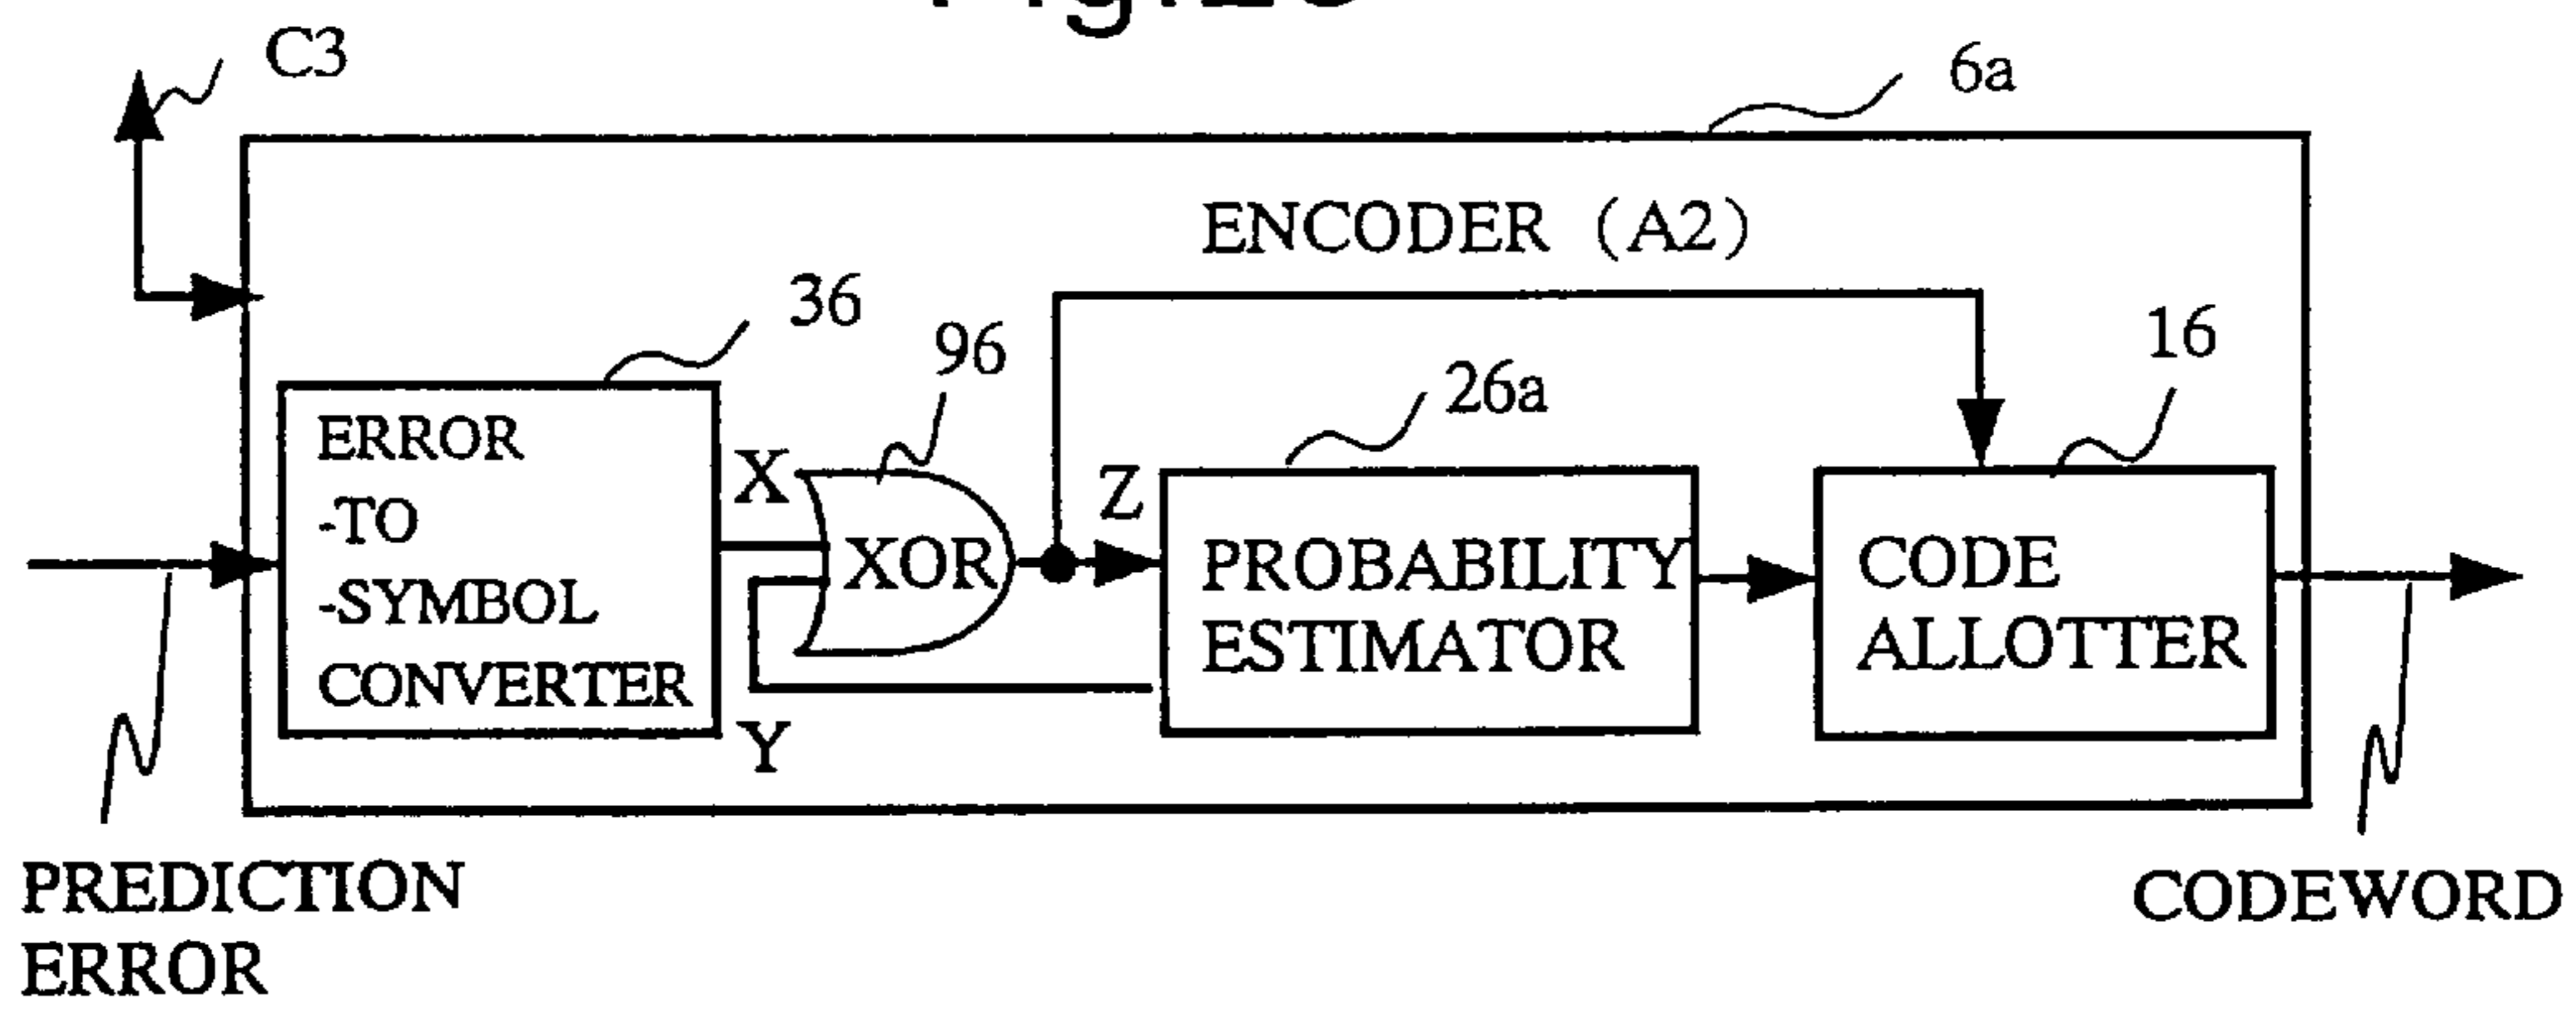 C3
6a
ENCODER (A2)
36
96
26a
16
ERROR
-TO
-SYMBOL
CONVERTER
X
Y
XOR
Z
PROBABILITY
ESTIMATOR
CODE
ALLOTTER
PREDICTION
ERROR
CODEWORD